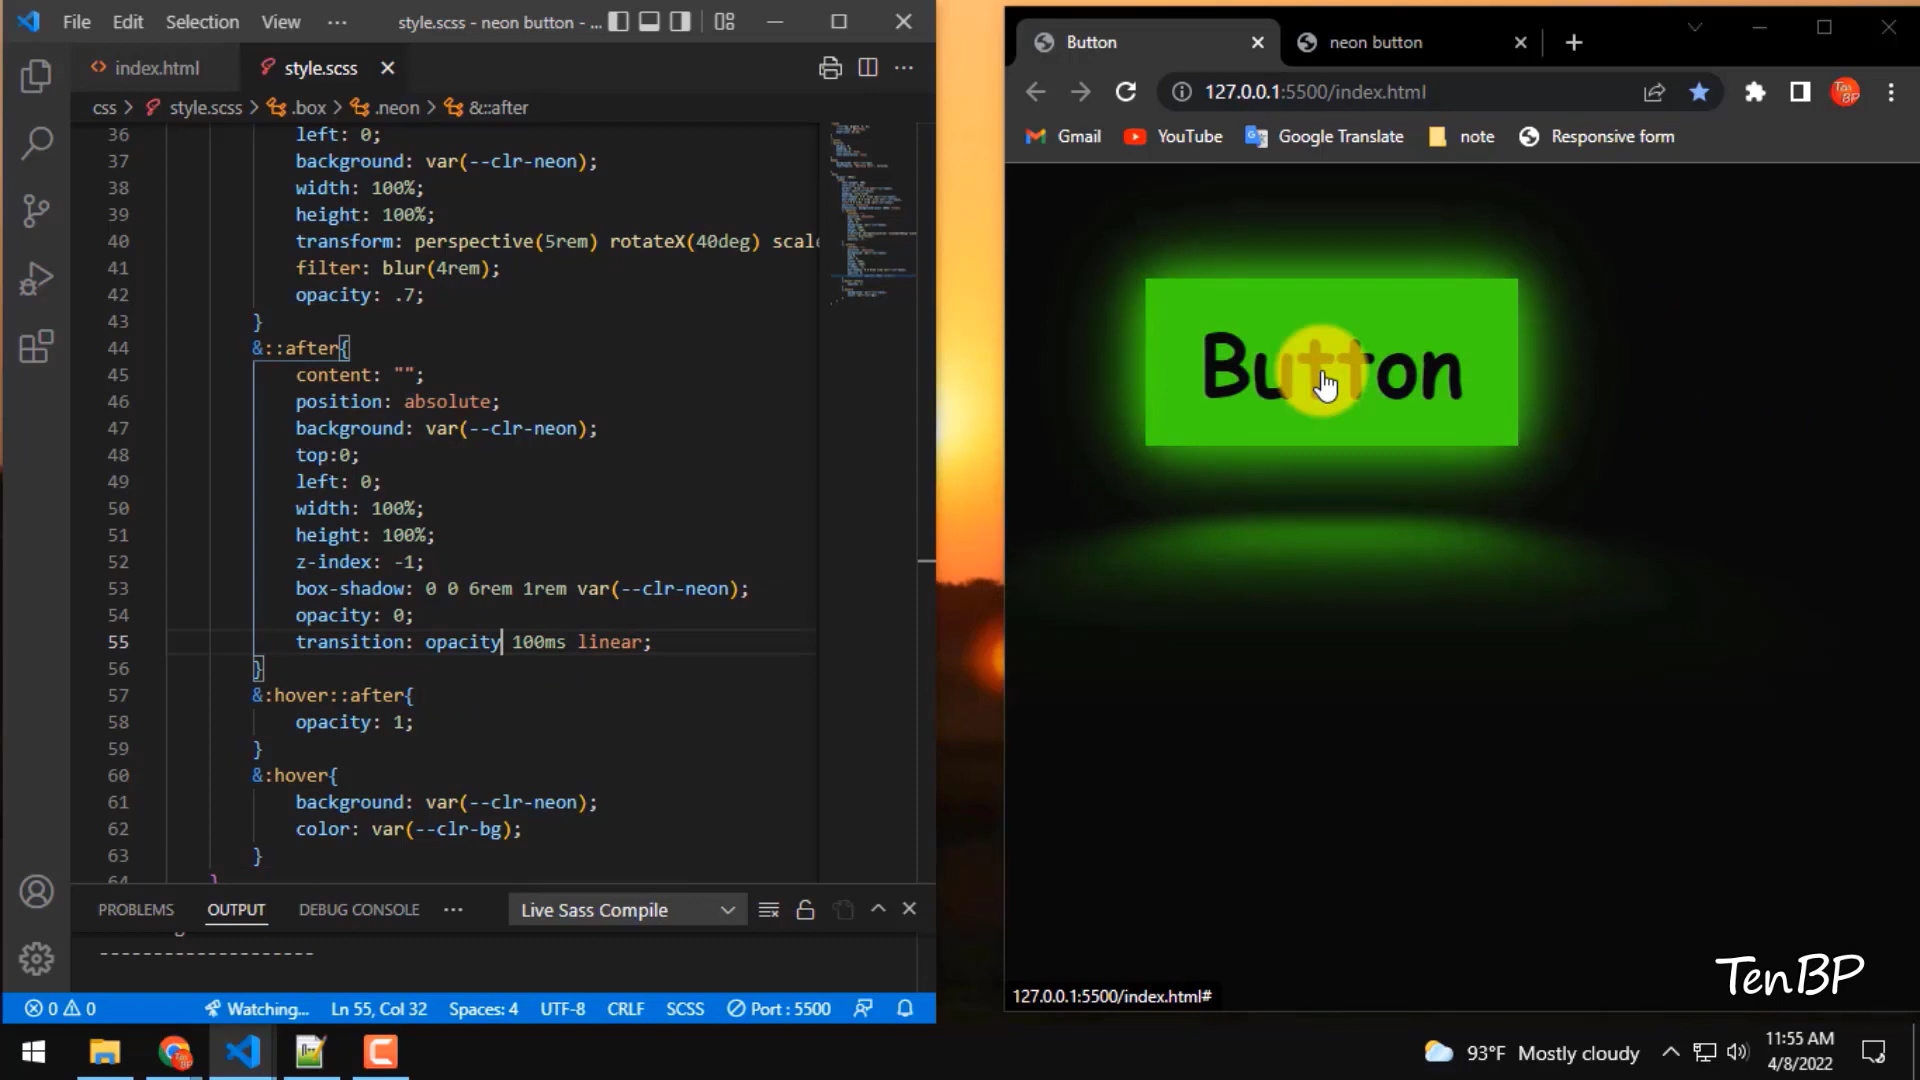 File Edit Selection View ··· style.scss - neon button - ...
index.html style.scss
css > style.scss > .box > .neon > &::after
36 left: 0;
37 background: var(--clr-neon);
38 width: 100%;
39 height: 100%;
40 transform: perspective(5rem) rotateX(40deg) scal
41 filter: blur(4rem);
42 opacity: .7;
43 }
44 &::after{
45 content: "";
46 position: absolute;
47 background: var(--clr-neon);
48 top:0;
49 left: 0;
50 width: 100%;
51 height: 100%;
52 z-index: -1;
53 box-shadow: 0 0 6rem 1rem var(--clr-neon);
54 opacity: 0;
55 transition: opacity 100ms linear;
56 }
57 &:hover::after{
58 opacity: 1;
59 }
60 &:hover{
61 background: var(--clr-neon);
62 color: var(--clr-bg);
63 }
64 }
PROBLEMS OUTPUT DEBUG CONSOLE ··· Live Sass Compile
--------------------
0 0 Watching... Ln 55, Col 32 Spaces: 4 UTF-8 CRLF SCSS Port : 5500
Button neon button
127.0.0.1:5500/index.html
Gmail YouTube Google Translate note Responsive form
Button
TenBP
127.0.0.1:5500/index.html#
93°F Mostly cloudy 11:55 AM
4/8/2022